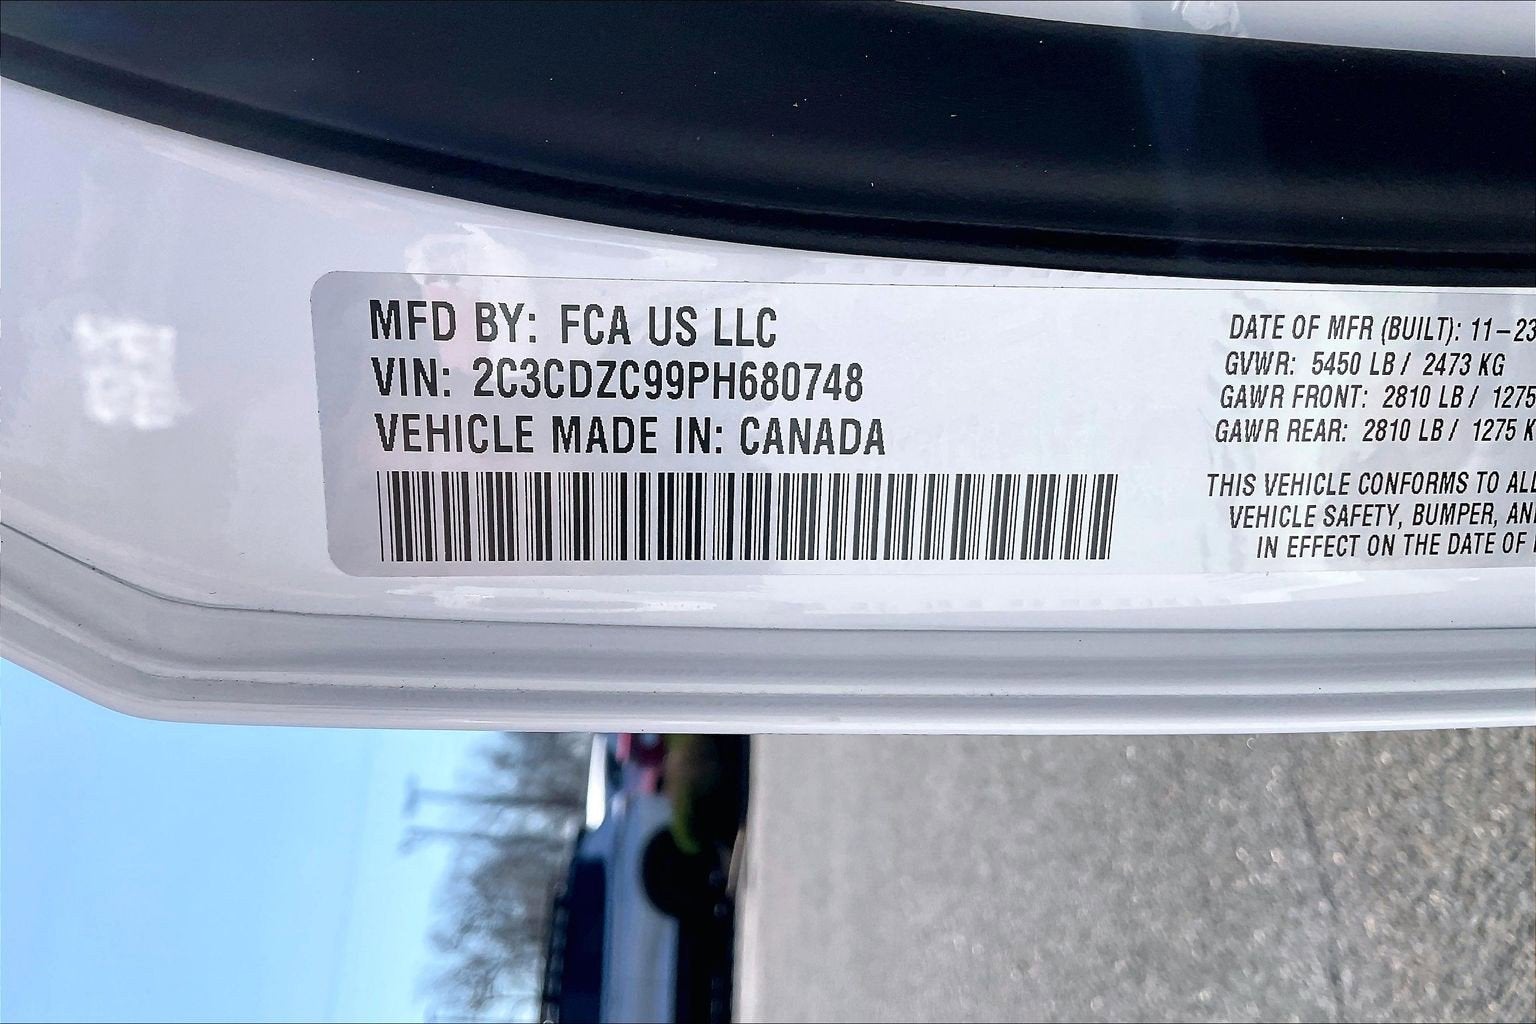 MFD BY: FCA US LLC
VIN: 2C3CDZC99PH680748
VEHICLE MADE IN: CANADA
DATE OF MFR (BUILT): 11-23
GVWR: 5450 LB / 2473 KG
GAWR FRONT: 2810 LB / 1275
GAWR REAR: 2810 LB / 1275 K
THIS VEHICLE CONFORMS TO ALL
VEHICLE SAFETY, BUMPER, AN
IN EFFECT ON THE DATE OF